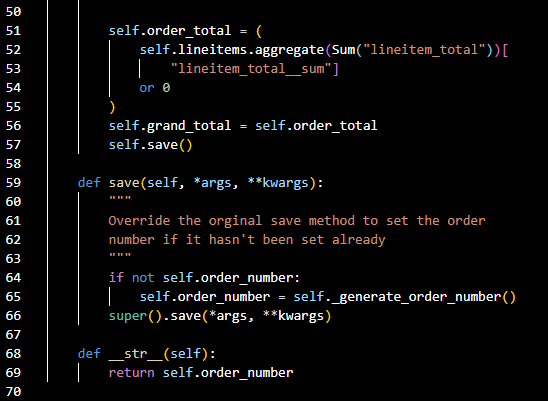 50
51 self.order_total = (
52 self.lineitems.aggregate(Sum("lineitem_total"))[
53 "lineitem_total__sum"]
54 or 0
55 )
56 self.grand_total = self.order_total
57 self.save()
58
59 def save(self, *args, **kwargs):
60 """
61 Override the orginal save method to set the order
62 number if it hasn't been set already
63 """
64 if not self.order_number:
65 self.order_number = self._generate_order_number()
66 super().save(*args, **kwargs)
67
68 def __str__(self):
69 return self.order_number
70